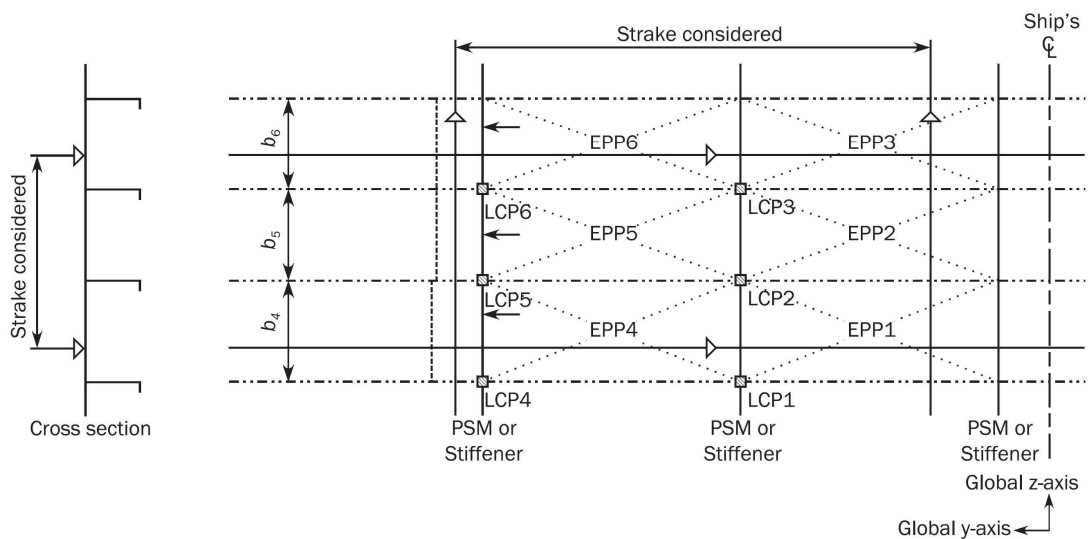 Ship's
℄
Strake considered
Strake considered
b6
b5
b4
EPP6
EPP3
LCP6
LCP3
EPP5
EPP2
LCP5
LCP2
EPP4
EPP1
LCP4
LCP1
Cross section
PSM or
Stiffener
PSM or
Stiffener
PSM or
Stiffener
Global z-axis
Global y-axis